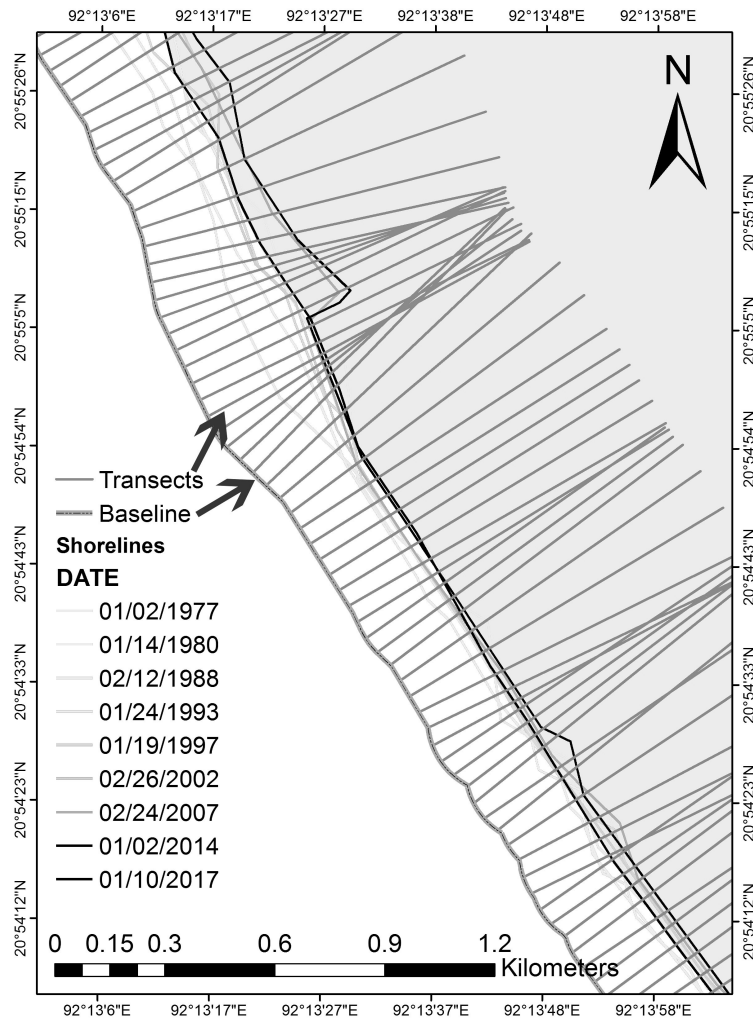 92°13'6"E 92°13'17"E 92°13'27"E 92°13'38"E 92°13'48"E 92°13'58"E
N
20°55'26"N 20°55'26"N
20°55'15"N 20°55'15"N
20°55'5"N 20°55'5"N
20°54'54"N 20°54'54"N
Transects
Baseline
Shorelines
20°54'43"N 20°54'43"N
DATE
01/02/1977
01/14/1980
02/12/1988
20°54'33"N 20°54'33"N
01/24/1993
01/19/1997
02/26/2002
20°54'23"N 20°54'23"N
02/24/2007
01/02/2014
01/10/2017
20°54'12"N 20°54'12"N
0 0.15 0.3 0.6 0.9 1.2
Kilometers
92°13'6"E 92°13'17"E 92°13'27"E 92°13'37"E 92°13'48"E 92°13'58"E